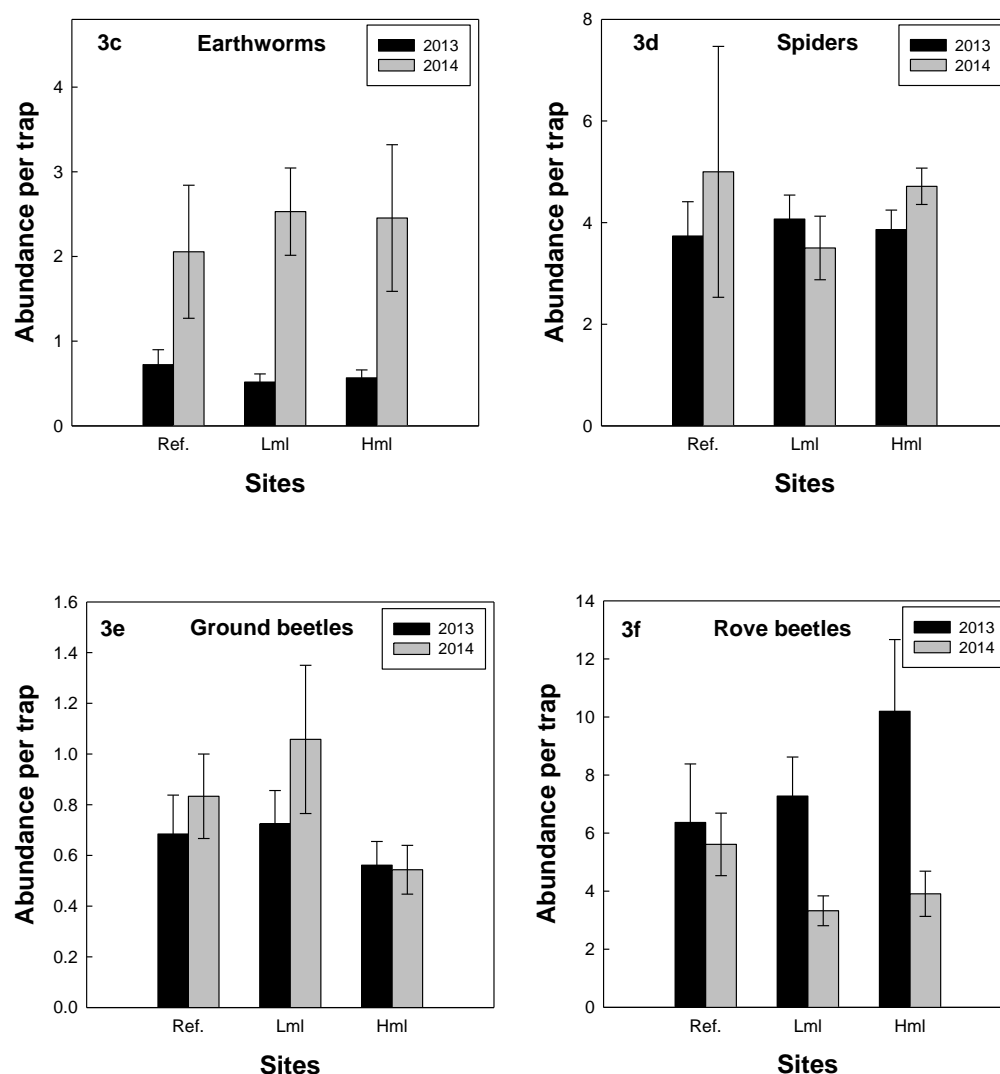 3c Earthworms
2013
2014
Abundance per trap
4
3
2
1
0
Ref. Lml Hml
Sites
3d Spiders
2013
2014
Abundance per trap
8
6
4
2
0
Ref. Lml Hml
Sites
3e Ground beetles
2013
2014
Abundance per trap
1.6
1.4
1.2
1.0
0.8
0.6
0.4
0.2
0.0
Ref. Lml Hml
Sites
3f Rove beetles
2013
2014
Abundance per trap
14
12
10
8
6
4
2
0
Ref. Lml Hml
Sites